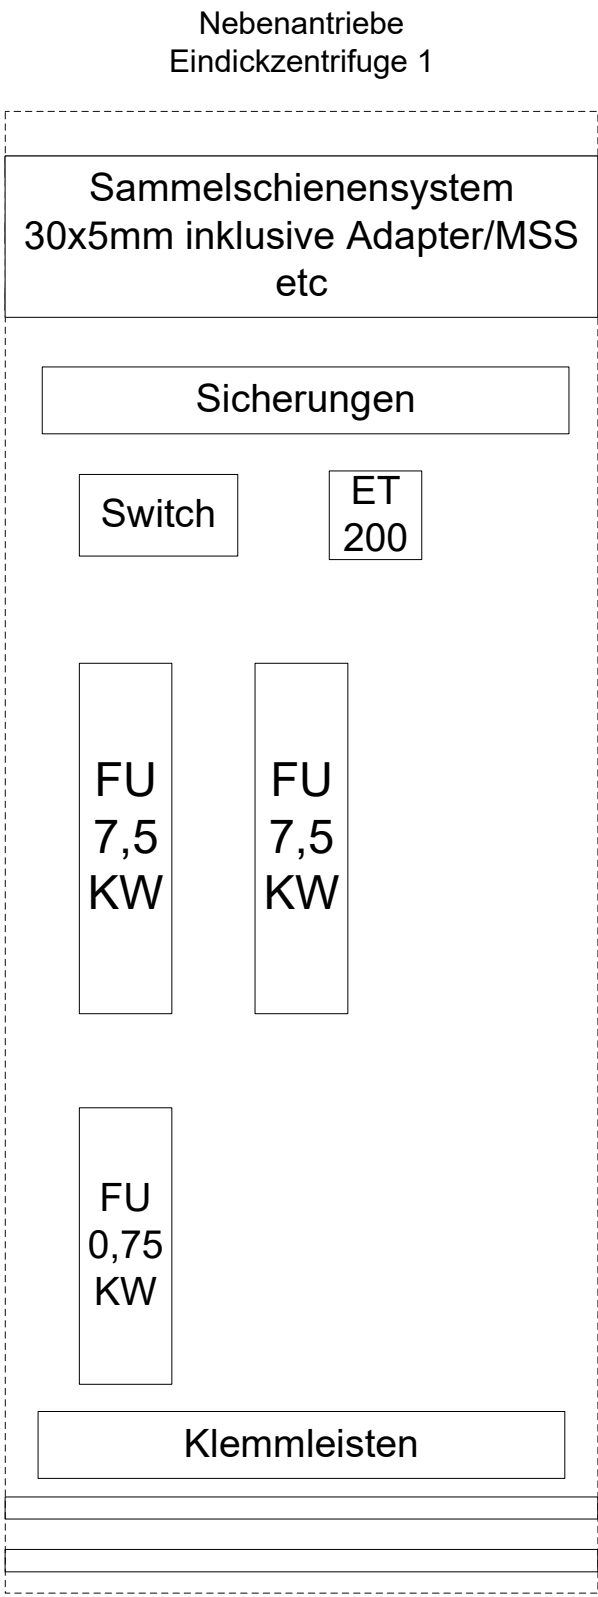 Nebenantriebe
Eindickzentrifuge 1
Sammelschienensystem
30x5mm inklusive Adapter/MSS
etc
Sicherungen
Switch
ET
200
FU
7,5
KW
FU
7,5
KW
FU
0,75
KW
Klemmleisten